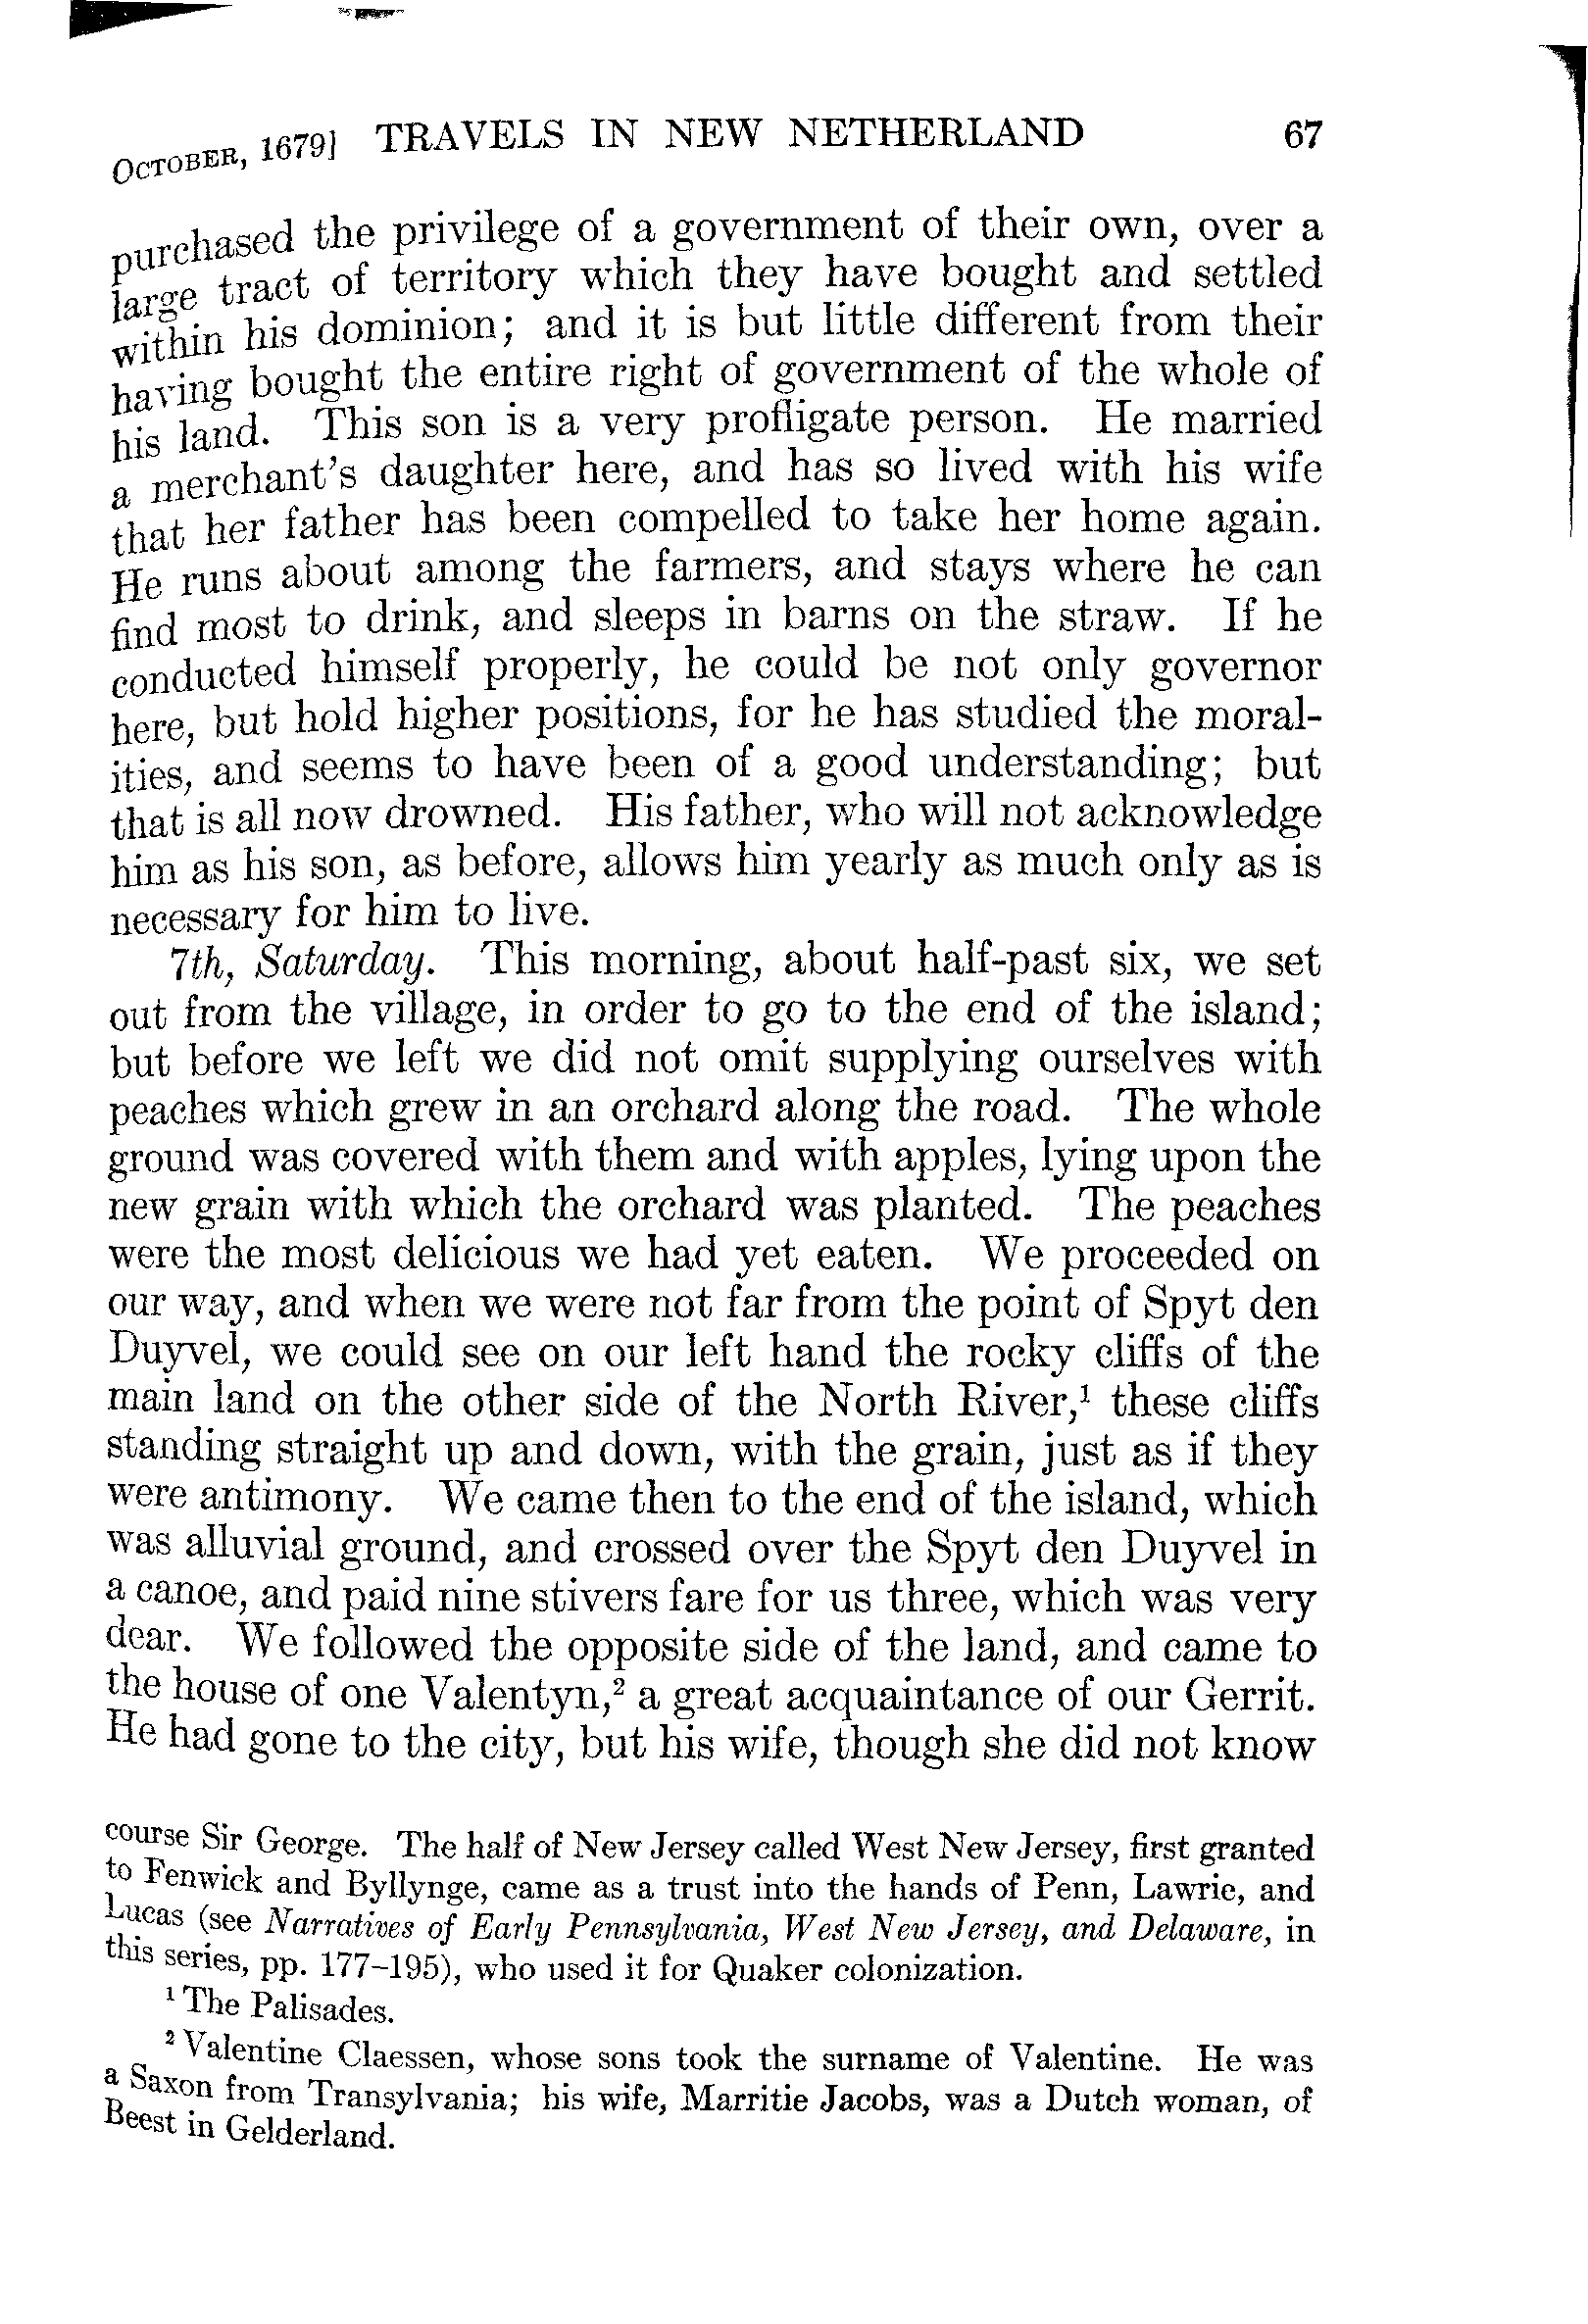 OCTOBER, 1679] TRAVELS IN NEW NETHERLAND 67
purchased the privilege of a government of their own, over a
large tract of territory which they have bought and settled
within his dominion; and it is but little different from their
having bought the entire right of government of the whole of
his land. This son is a very profligate person. He married
a merchant's daughter here, and has so lived with his wife
that her father has been compelled to take her home again.
He runs about among the farmers, and stays where he can
find most to drink, and sleeps in barns on the straw. If he
conducted himself properly, he could be not only governor
here, but hold higher positions, for he has studied the moral-
ities, and seems to have been of a good understanding; but
that is all now drowned. His father, who will not acknowledge
him as his son, as before, allows him yearly as much only as is
necessary for him to live.
7th, Saturday. This morning, about half-past six, we set
out from the village, in order to go to the end of the island;
but before we left we did not omit supplying ourselves with
peaches which grew in an orchard along the road. The whole
ground was covered with them and with apples, lying upon the
new grain with which the orchard was planted. The peaches
were the most delicious we had yet eaten. We proceeded on
our way, and when we were not far from the point of Spyt den
Duyvel, we could see on our left hand the rocky cliffs of the
main land on the other side of the North River,¹ these cliffs
standing straight up and down, with the grain, just as if they
were antimony. We came then to the end of the island, which
was alluvial ground, and crossed over the Spyt den Duyvel in
a canoe, and paid nine stivers fare for us three, which was very
dear. We followed the opposite side of the land, and came to
the house of one Valentyn,² a great acquaintance of our Gerrit.
He had gone to the city, but his wife, though she did not know
course Sir George. The half of New Jersey called West New Jersey, first granted
to Fenwick and Byllynge, came as a trust into the hands of Penn, Lawrie, and
Lucas (see Narratives of Early Pennsylvania, West New Jersey, and Delaware, in
this series, pp. 177–195), who used it for Quaker colonization.
¹ The Palisades.
² Valentine Claessen, whose sons took the surname of Valentine. He was
a Saxon from Transylvania; his wife, Marritie Jacobs, was a Dutch woman, of
Beest in Gelderland.